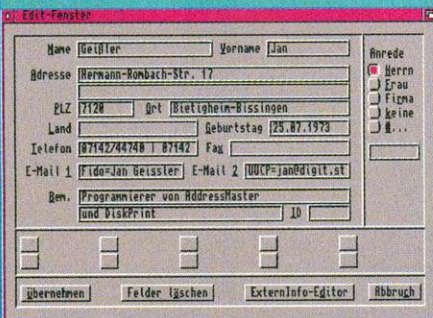 Edit-Fenster
Name Geißler Vorname Jan
Adresse Hermann-Rombach-Str. 17
PLZ 7120 Ort Bietigheim-Bissingen
Land Geburtstag 25.07.1973
Telefon 07142/44740 | 07142 Fax
E-Mail 1 Fido=Jan Geissler E-Mail 2 UUCP=jan@digit.st
Bem. Programmierer von AddressMaster
und DiskPrint ID
Anrede
Herrn
Frau
Firma
keine
a...
übernehmen Felder löschen ExternInfo-Editor Abbruch